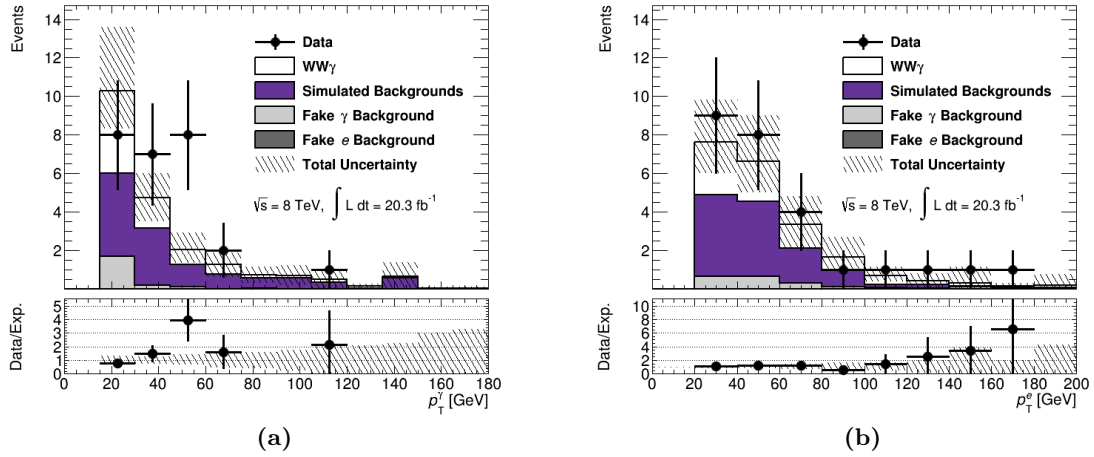 Events
14
12
10
8
6
4
2
Data
WWγ
Simulated Backgrounds
Fake γ Background
Fake e Background
Total Uncertainty
√s = 8 TeV, ∫ L dt = 20.3 fb⁻¹
Data/Exp.
5
4
3
2
1
0
0 20 40 60 80 100 120 140 160 180
p_T^γ [GeV]
(a)
Events
14
12
10
8
6
4
2
Data
WWγ
Simulated Backgrounds
Fake γ Background
Fake e Background
Total Uncertainty
√s = 8 TeV, ∫ L dt = 20.3 fb⁻¹
Data/Exp.
10
8
6
4
2
0
0 20 40 60 80 100 120 140 160 180 200
p_T^e [GeV]
(b)